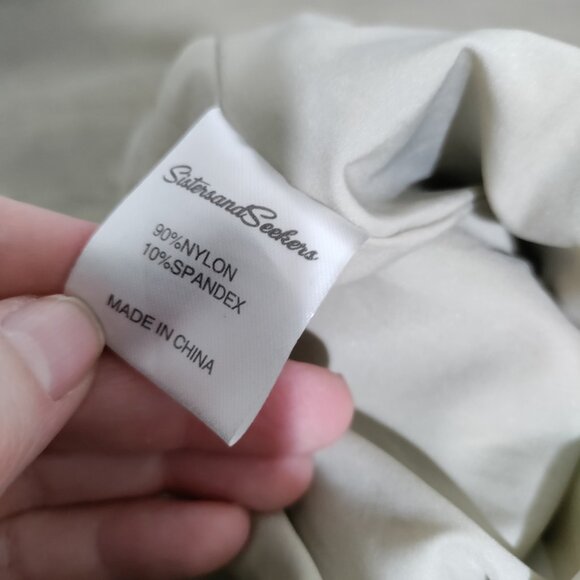 SistersandSeekers
90%NYLON
10%SPANDEX
MADE IN CHINA